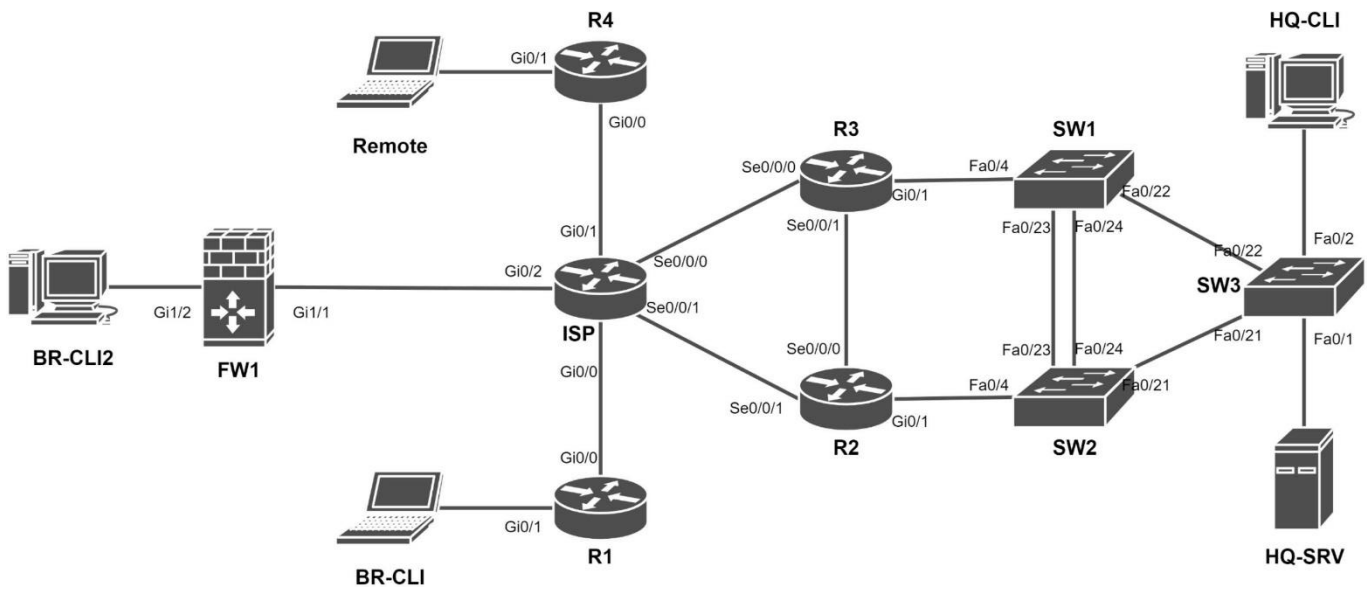 R4
HQ-CLI
Gi0/1
Gi0/0
Remote
R3
SW1
Se0/0/0
Fa0/4
Gi0/1
Fa0/22
Se0/0/1
Fa0/23
Fa0/24
Fa0/22
Fa0/2
SW3
Gi0/1
Gi0/2
Se0/0/0
Se0/0/1
ISP
Gi1/2
Gi1/1
BR-CLI2
FW1
Gi0/0
Se0/0/0
Fa0/23
Fa0/24
Fa0/21
Fa0/1
Se0/0/1
Fa0/4
Fa0/21
Gi0/1
R2
SW2
Gi0/0
Gi0/1
R1
BR-CLI
HQ-SRV